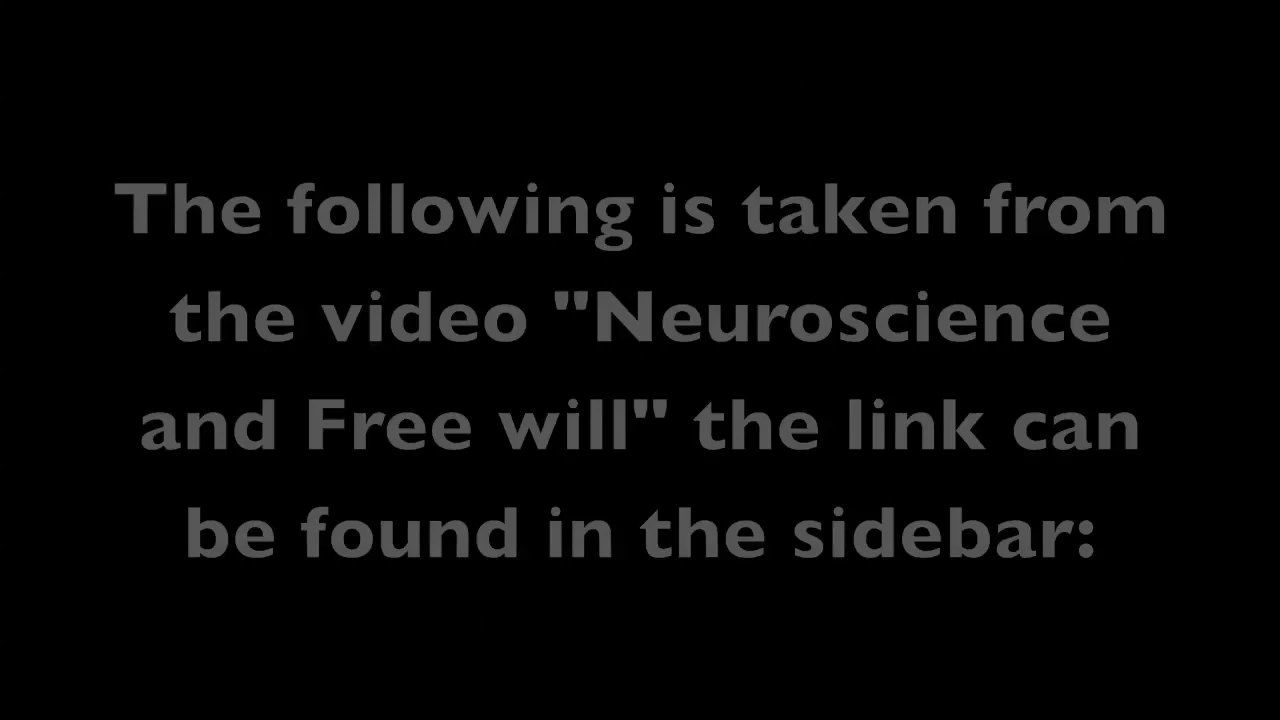 The following is taken from
the video "Neuroscience
and Free will" the link can
be found in the sidebar: